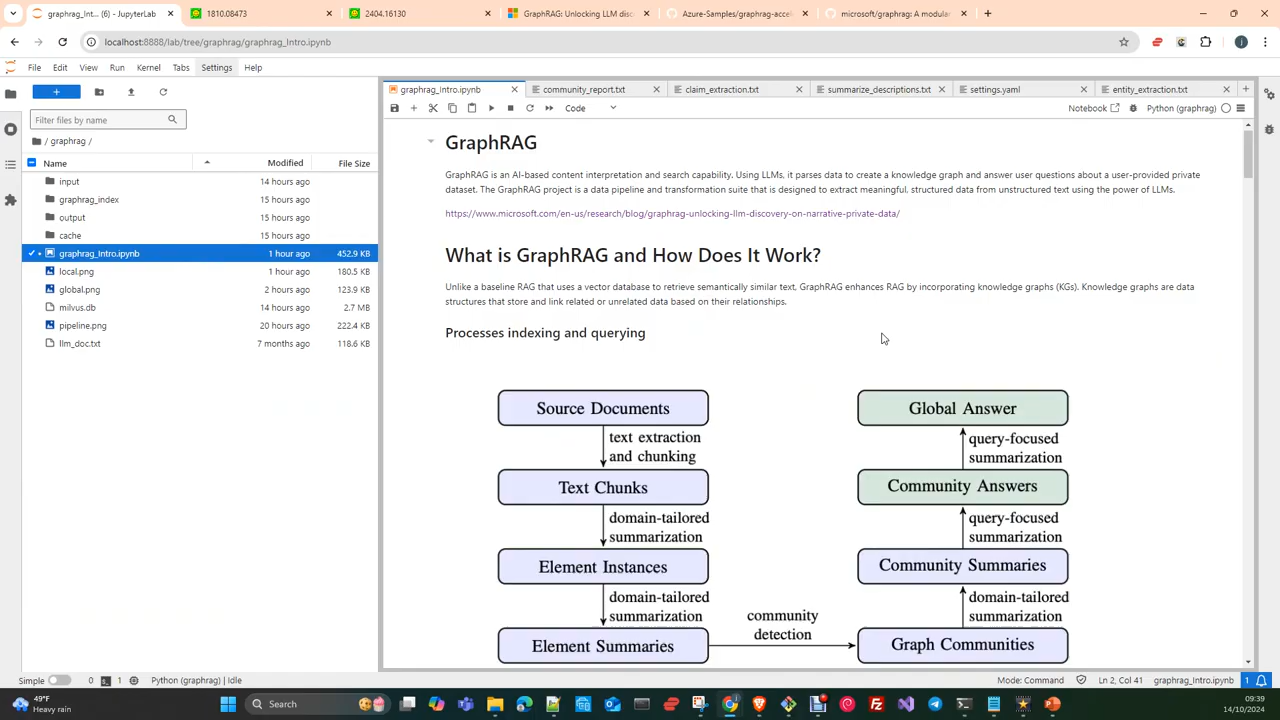 graphrag_Int... (6) - JupyterLab
1810.08473
2404.16130
GraphRAG: Unlocking LLM disc
Azure-Samples/graphrag-accele
microsoft/graphrag: A modular
localhost:8888/lab/tree/graphrag/graphrag_Intro.ipynb
File Edit View Run Kernel Tabs Settings Help
graphrag_Intro.ipynb
community_report.txt
claim_extraction.txt
summarize_descriptions.txt
settings.yaml
entity_extraction.txt
Code
Notebook
Python (graphrag)
Filter files by name
/ graphrag /
Name Modified File Size
input 14 hours ago
graphrag_index 15 hours ago
output 15 hours ago
cache 15 hours ago
graphrag_Intro.ipynb 1 hour ago 452.9 KB
local.png 1 hour ago 180.5 KB
global.png 2 hours ago 123.9 KB
milvus.db 14 hours ago 2.7 MB
pipeline.png 20 hours ago 222.4 KB
llm_doc.txt 7 months ago 118.6 KB
GraphRAG
GraphRAG is an AI-based content interpretation and search capability. Using LLMs, it parses data to create a knowledge graph and answer user questions about a user-provided private
dataset. The GraphRAG project is a data pipeline and transformation suite that is designed to extract meaningful, structured data from unstructured text using the power of LLMs.
https://www.microsoft.com/en-us/research/blog/graphrag-unlocking-llm-discovery-on-narrative-private-data/
What is GraphRAG and How Does It Work?
Unlike a baseline RAG that uses a vector database to retrieve semantically similar text, GraphRAG enhances RAG by incorporating knowledge graphs (KGs). Knowledge graphs are data
structures that store and link related or unrelated data based on their relationships.
Processes indexing and querying
Source Documents
text extraction
and chunking
Text Chunks
domain-tailored
summarization
Element Instances
domain-tailored
summarization
Element Summaries
community
detection
Global Answer
query-focused
summarization
Community Answers
query-focused
summarization
Community Summaries
domain-tailored
summarization
Graph Communities
Simple 0 1 Python (graphrag) | Idle
Mode: Command Ln 2, Col 41 graphrag_Intro.ipynb 1
49°F
Heavy rain
Search
09:39
14/10/2024